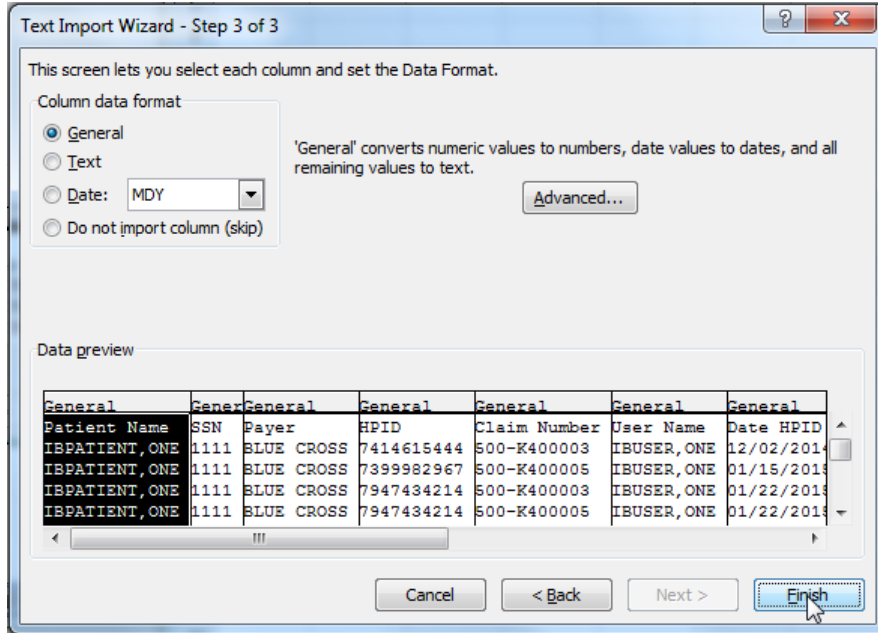 Text Import Wizard - Step 3 of 3
This screen lets you select each column and set the Data Format.
Column data format
General
Text
Date: MDY
Do not import column (skip)
'General' converts numeric values to numbers, date values to dates, and all
remaining values to text.
Advanced...
Data preview
General Gener General General General General General
Patient Name SSN Payer HPID Claim Number User Name Date HPID
IBPATIENT,ONE 1111 BLUE CROSS 7414615444 500-K400003 IBUSER,ONE 12/02/2014
IBPATIENT,ONE 1111 BLUE CROSS 7399982967 500-K400005 IBUSER,ONE 01/15/2015
IBPATIENT,ONE 1111 BLUE CROSS 7947434214 500-K400003 IBUSER,ONE 01/22/2015
IBPATIENT,ONE 1111 BLUE CROSS 7947434214 500-K400005 IBUSER,ONE 01/22/2015
Cancel < Back Next > Finish